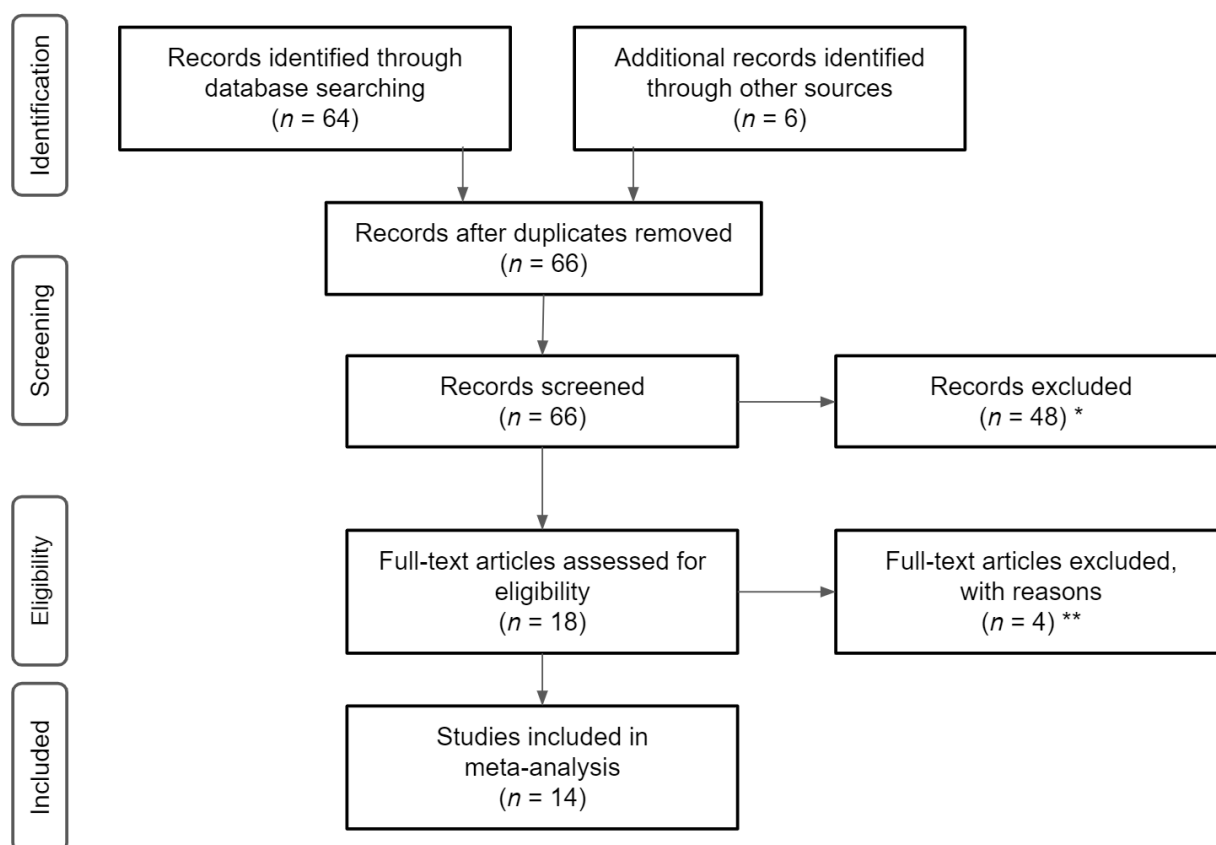 Identification
Records identified through
database searching
(n = 64)
Additional records identified
through other sources
(n = 6)
Records after duplicates removed
(n = 66)
Screening
Records screened
(n = 66)
Records excluded
(n = 48) *
Eligibility
Full-text articles assessed for
eligibility
(n = 18)
Full-text articles excluded,
with reasons
(n = 4) **
Included
Studies included in
meta-analysis
(n = 14)